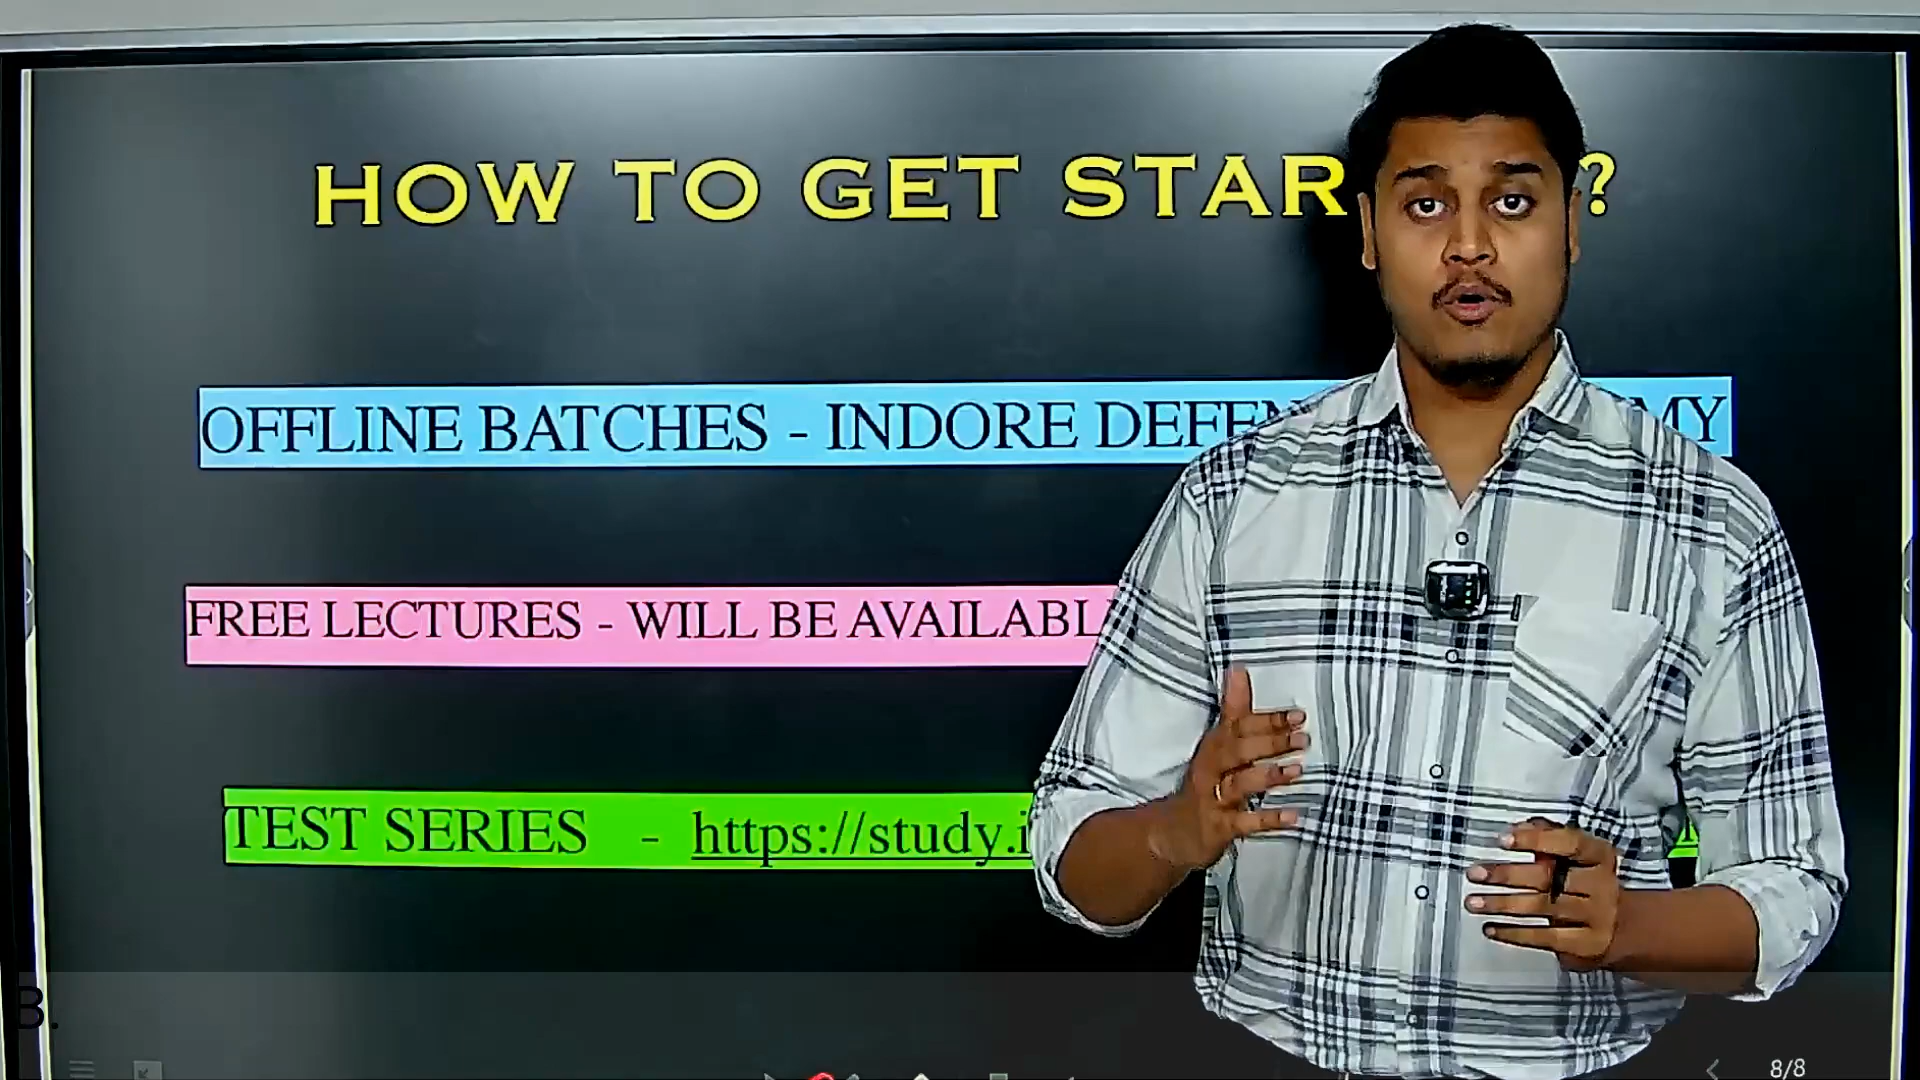 HOW TO GET STAR ?
OFFLINE BATCHES - INDORE DEFEN MY
FREE LECTURES - WILL BE AVAILABL
TEST SERIES - https://study.i
B.
8/8